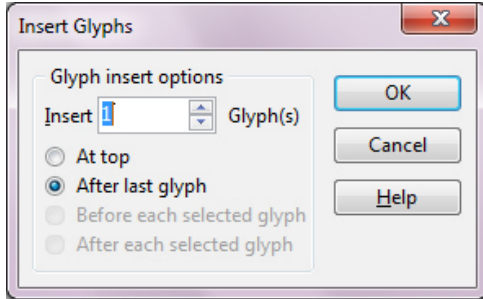 Insert Glyphs
Glyph insert options
Insert 1 Glyph(s)
At top
After last glyph
Before each selected glyph
After each selected glyph
OK
Cancel
Help